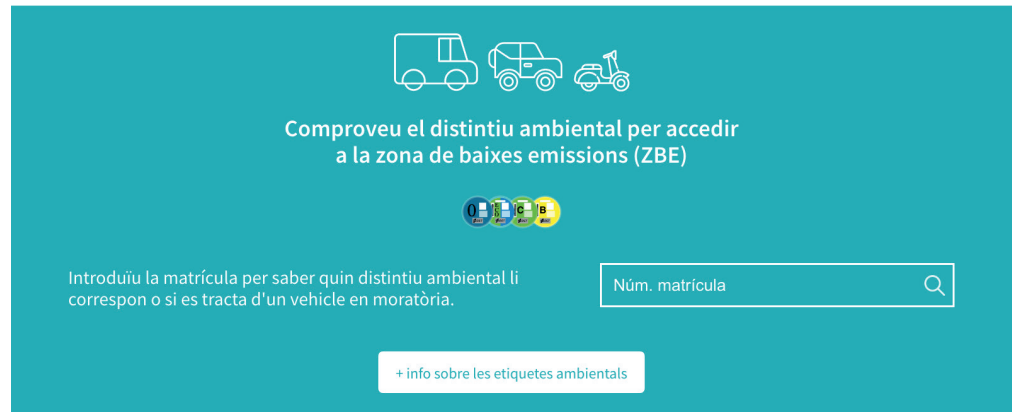 Comproveu el distintiu ambiental per accedir
a la zona de baixes emissions (ZBE)
0 C B
Introduïu la matrícula per saber quin distintiu ambiental li
correspon o si es tracta d'un vehicle en moratòria.
Núm. matrícula
+ info sobre les etiquetes ambientals